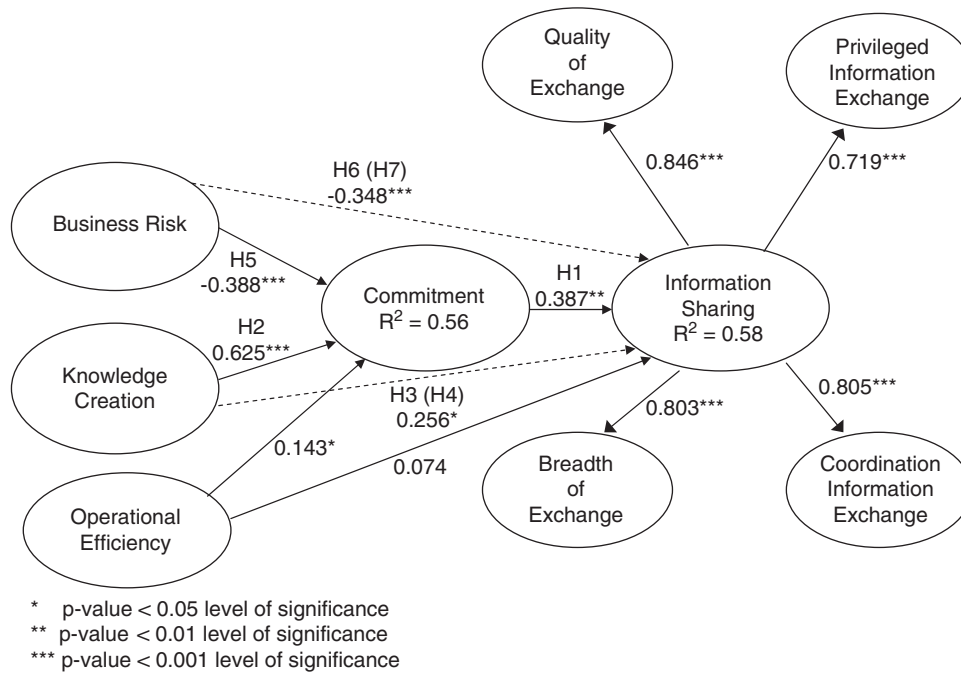 Quality
of
Exchange
Privileged
Information
Exchange
0.846***
0.719***
H6 (H7)
-0.348***
Business Risk
H5
-0.388***
Commitment
R² = 0.56
H1
0.387**
Information
Sharing
R² = 0.58
H2
0.625***
Knowledge
Creation
H3 (H4)
0.256*
0.803***
0.805***
0.143*
0.074
Breadth
of
Exchange
Coordination
Information
Exchange
Operational
Efficiency
* p-value < 0.05 level of significance
** p-value < 0.01 level of significance
*** p-value < 0.001 level of significance